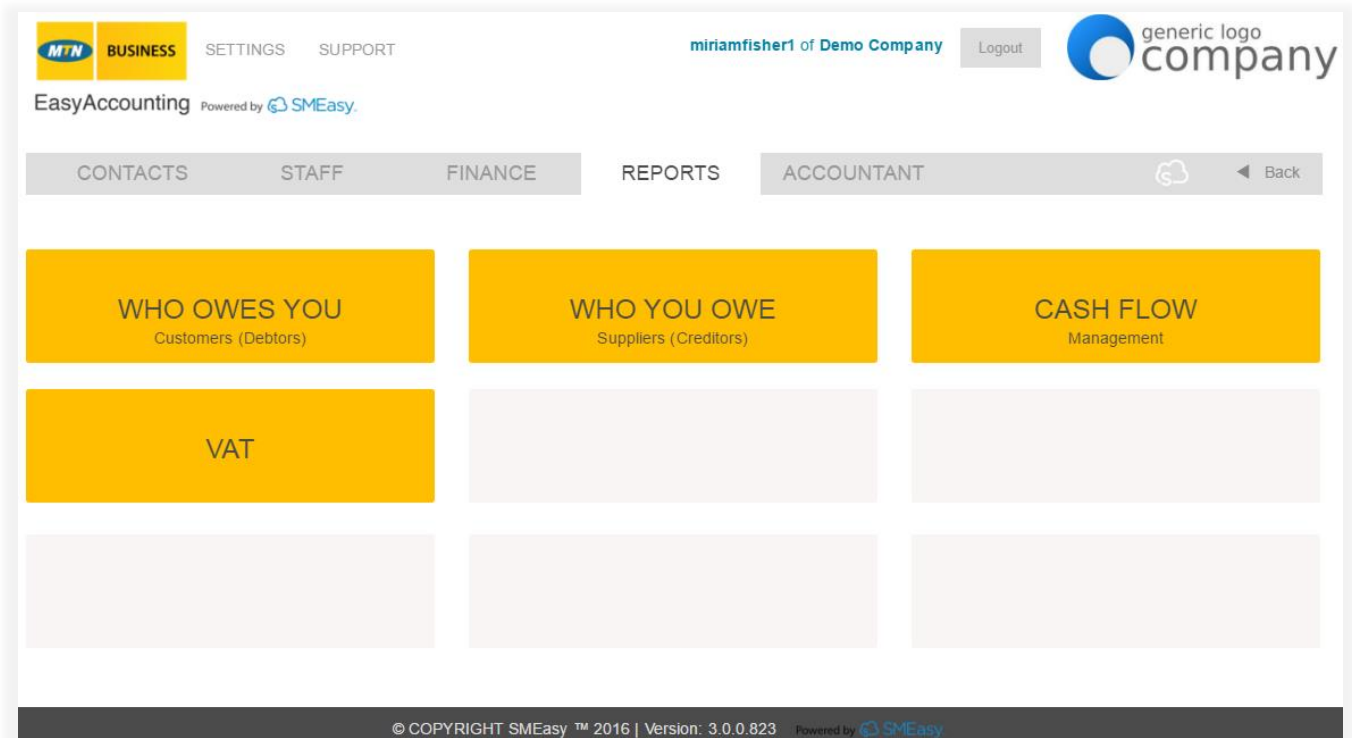 MTN BUSINESS SETTINGS SUPPORT miriamfisher1 of Demo Company Logout generic logo
company
EasyAccounting Powered by SMEasy.
CONTACTS STAFF FINANCE REPORTS ACCOUNTANT Back
WHO OWES YOU
Customers (Debtors)
WHO YOU OWE
Suppliers (Creditors)
CASH FLOW
Management
VAT
© COPYRIGHT SMEasy ™ 2016 | Version: 3.0.0.823 Powered by SMEasy